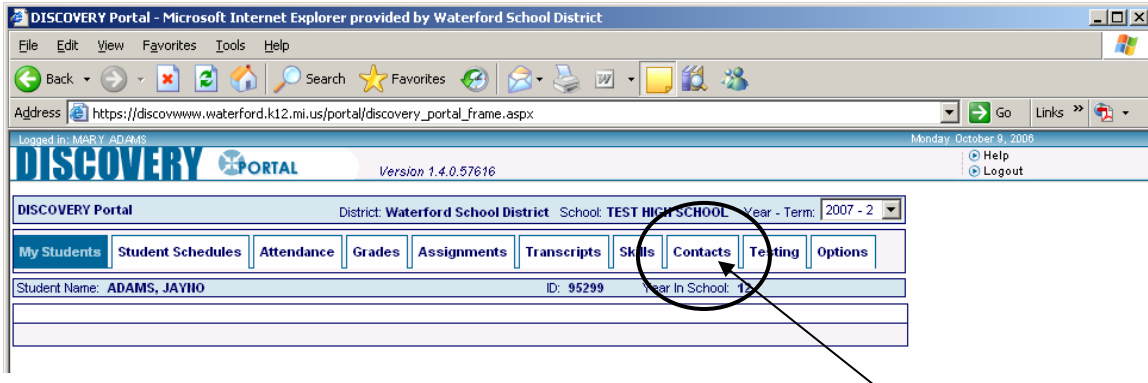 DISCOVERY Portal - Microsoft Internet Explorer provided by Waterford School District
File Edit View Favorites Tools Help
Back Search Favorites
Address https://discovwww.waterford.k12.mi.us/portal/discovery_portal_frame.aspx Go Links »
Logged in: MARY ADAMS Monday October 9, 2006
DISCOVERY PORTAL Version 1.4.0.57616 Help
Logout
DISCOVERY Portal District: Waterford School District School: TEST HIGH SCHOOL Year - Term: 2007 - 2
My Students Student Schedules Attendance Grades Assignments Transcripts Skills Contacts Testing Options
Student Name: ADAMS, JAYNO ID: 95299 Year In School: 12